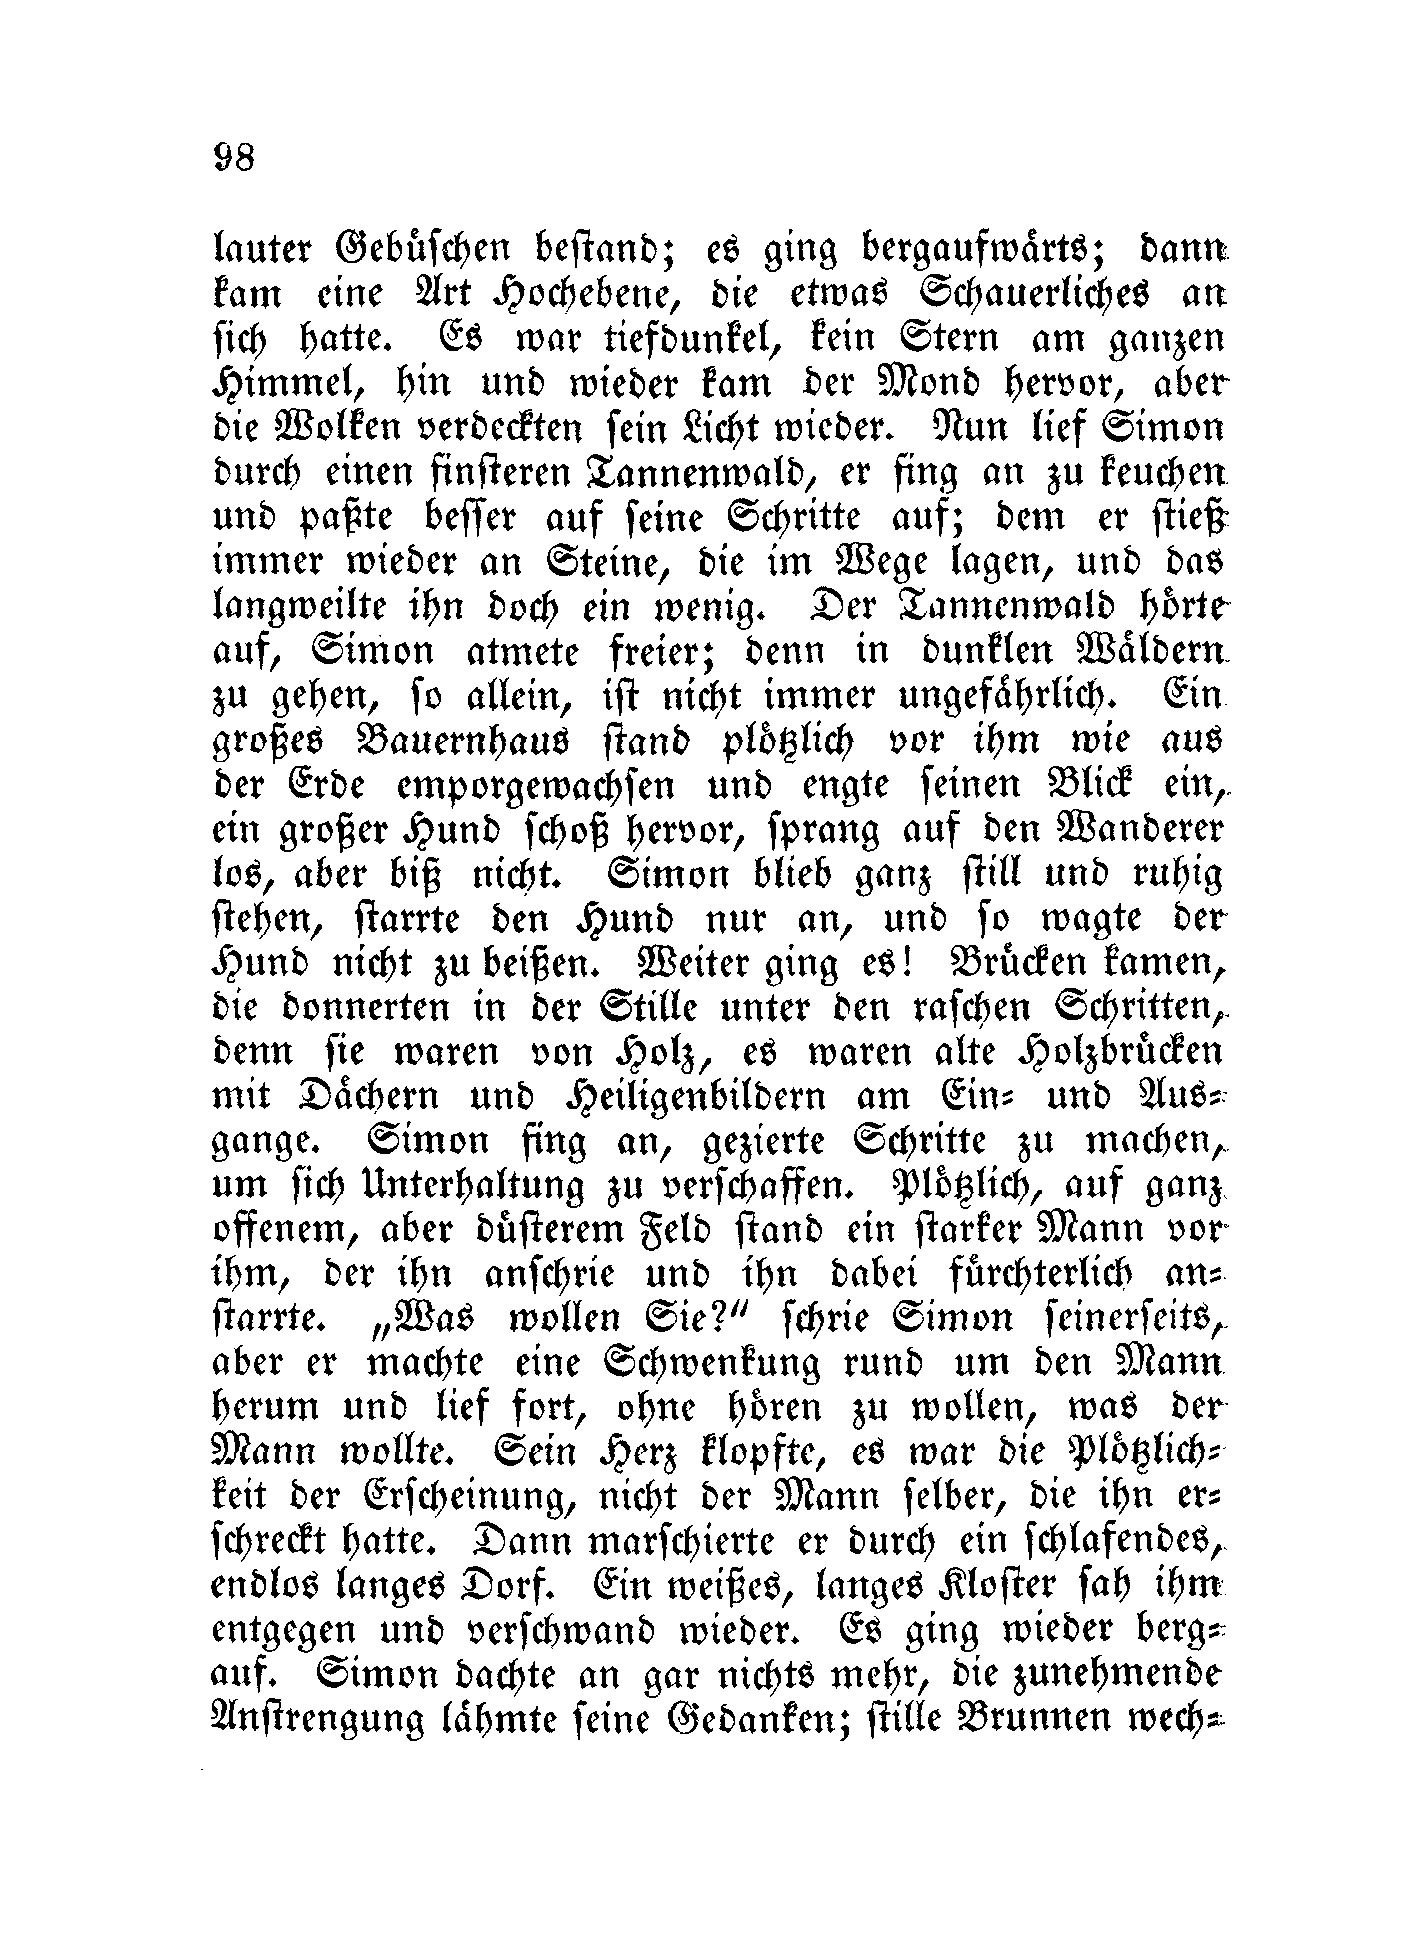 98
lauter Gebüschen bestand; es ging bergaufwärts; dann
kam eine Art Hochebene, die etwas Schauerliches an
sich hatte. Es war tiefdunkel, kein Stern am ganzen
Himmel, hin und wieder kam der Mond hervor, aber
die Wolken verdeckten sein Licht wieder. Nun lief Simon
durch einen finsteren Tannenwald, er fing an zu keuchen
und paßte besser auf seine Schritte auf; dem er stieß
immer wieder an Steine, die im Wege lagen, und das
langweilte ihn doch ein wenig. Der Tannenwald hörte
auf, Simon atmete freier; denn in dunklen Wäldern
zu gehen, so allein, ist nicht immer ungefährlich. Ein
großes Bauernhaus stand plötzlich vor ihm wie aus
der Erde emporgewachsen und engte seinen Blick ein,
ein großer Hund schoß hervor, sprang auf den Wanderer
los, aber biß nicht. Simon blieb ganz still und ruhig
stehen, starrte den Hund nur an, und so wagte der
Hund nicht zu beißen. Weiter ging es! Brücken kamen,
die donnerten in der Stille unter den raschen Schritten,
denn sie waren von Holz, es waren alte Holzbrücken
mit Dächern und Heiligenbildern am Ein- und Aus-
gange. Simon fing an, gezierte Schritte zu machen,
um sich Unterhaltung zu verschaffen. Plötzlich, auf ganz
offenem, aber düsterem Feld stand ein starker Mann vor
ihm, der ihn anschrie und ihn dabei fürchterlich an-
starrte. „Was wollen Sie?“ schrie Simon seinerseits,
aber er machte eine Schwenkung rund um den Mann
herum und lief fort, ohne hören zu wollen, was der
Mann wollte. Sein Herz klopfte, es war die Plötzlich-
keit der Erscheinung, nicht der Mann selber, die ihn er-
schreckt hatte. Dann marschierte er durch ein schlafendes,
endlos langes Dorf. Ein weißes, langes Kloster sah ihm
entgegen und verschwand wieder. Es ging wieder berg-
auf. Simon dachte an gar nichts mehr, die zunehmende
Anstrengung lähmte seine Gedanken; stille Brunnen wech-